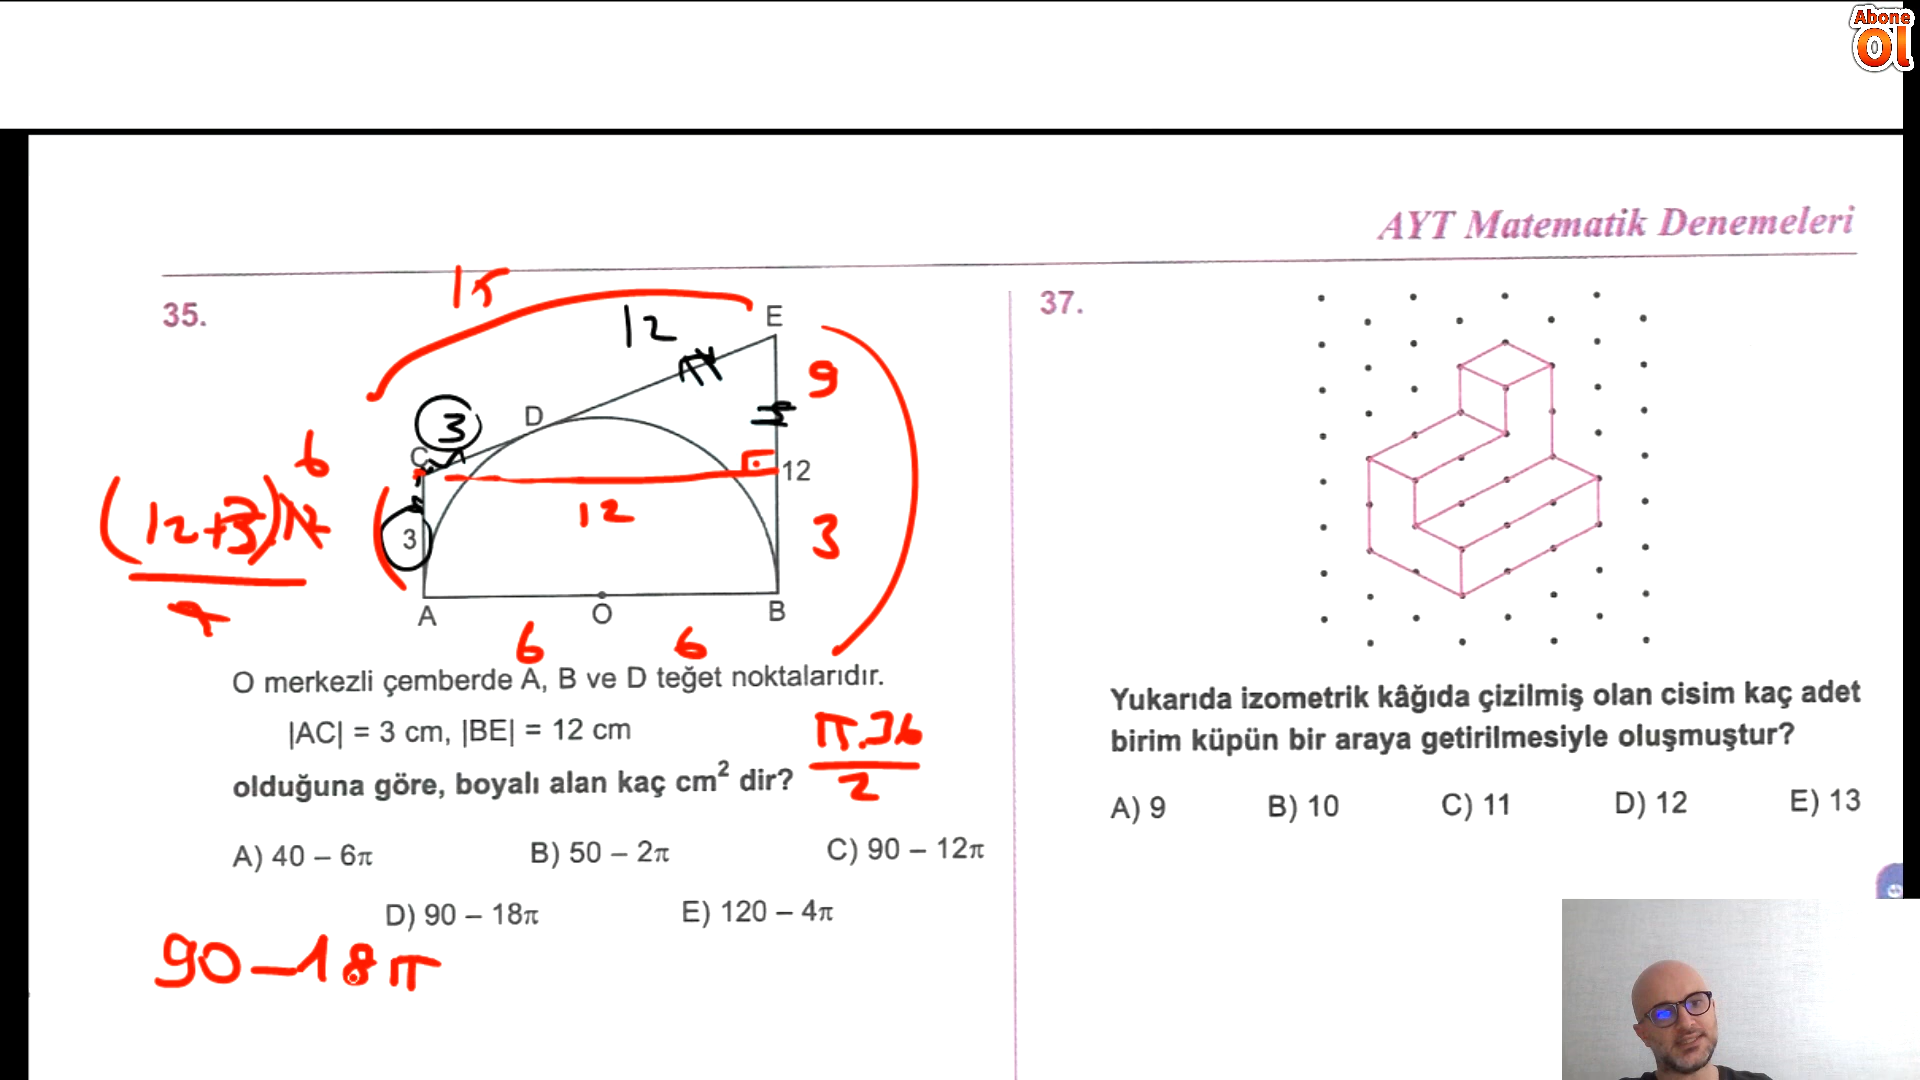 Abone
Ol
AYT Matematik Denemeleri
35.
15
12
E
9
3
D
C
12
6
(12+3)12
2
12
3
3
A
O
B
6
6
O merkezli çemberde A, B ve D teğet noktalarıdır.
|AC| = 3 cm, |BE| = 12 cm
π.36
2
olduğuna göre, boyalı alan kaç cm² dir?
A) 40 – 6π
B) 50 – 2π
C) 90 – 12π
D) 90 – 18π
E) 120 – 4π
90–18π
37.
Yukarıda izometrik kâğıda çizilmiş olan cisim kaç adet
birim küpün bir araya getirilmesiyle oluşmuştur?
A) 9
B) 10
C) 11
D) 12
E) 13